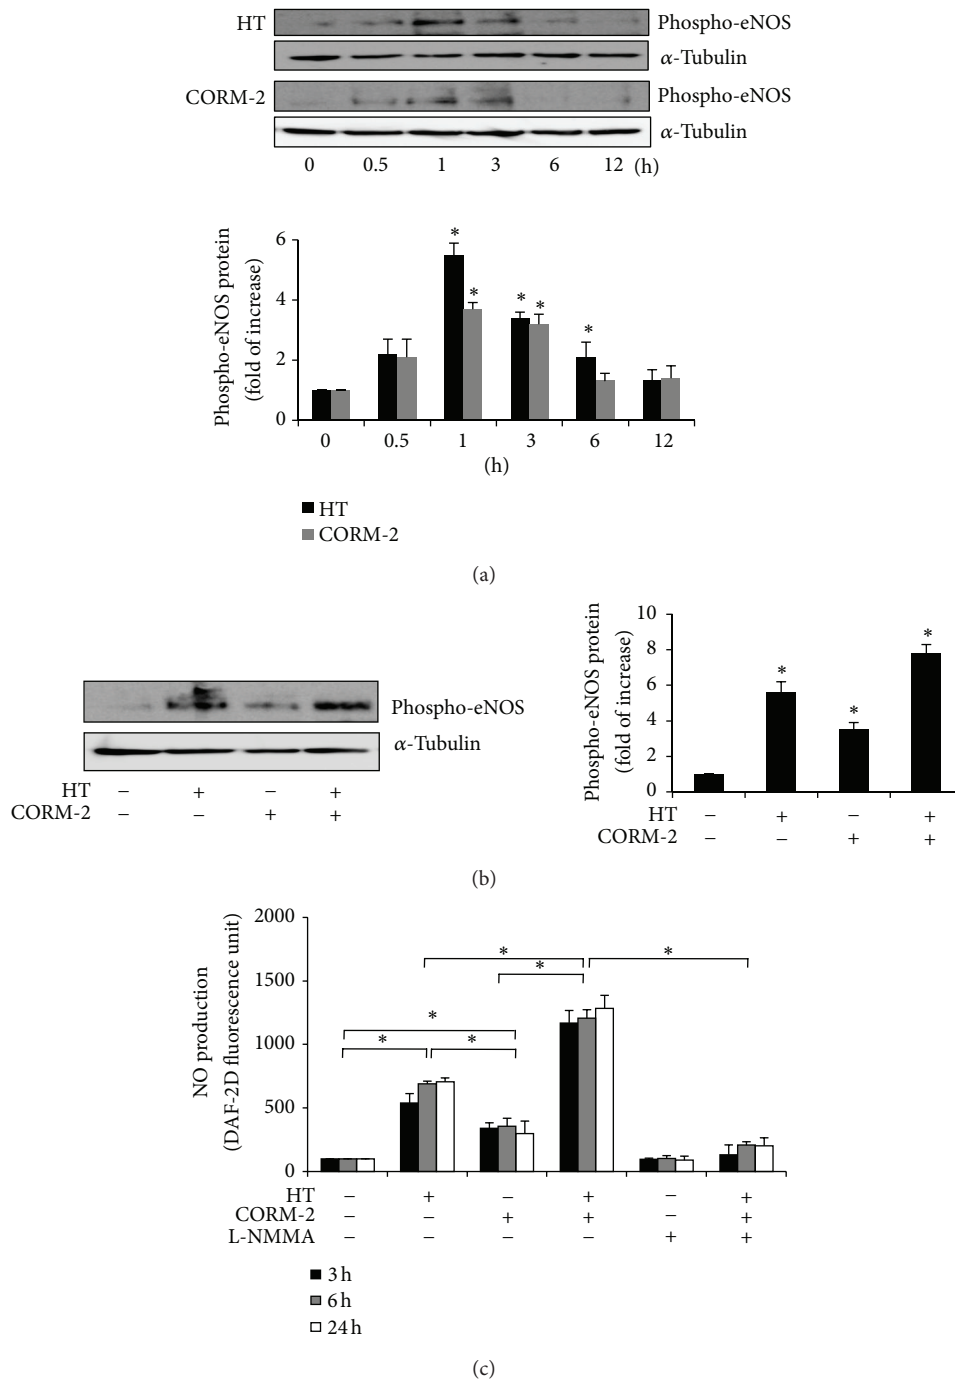 HT Phospho-eNOS
α-Tubulin
CORM-2 Phospho-eNOS
α-Tubulin
0 0.5 1 3 6 12 (h)
Phospho-eNOS protein
(fold of increase)
6
4
2
0
* * * * *
0 0.5 1 3 6 12
(h)
HT
CORM-2
(a)
Phospho-eNOS
α-Tubulin
HT − + − +
CORM-2 − − + +
Phospho-eNOS protein
(fold of increase)
10
8
6
4
2
0
* * *
HT − + − +
CORM-2 − − + +
(b)
NO production
(DAF-2D fluorescence unit)
2000
1500
1000
500
0
* * * * * *
HT − + − + − +
CORM-2 − − + + − +
L-NMMA − − − − + +
3 h
6 h
24 h
(c)